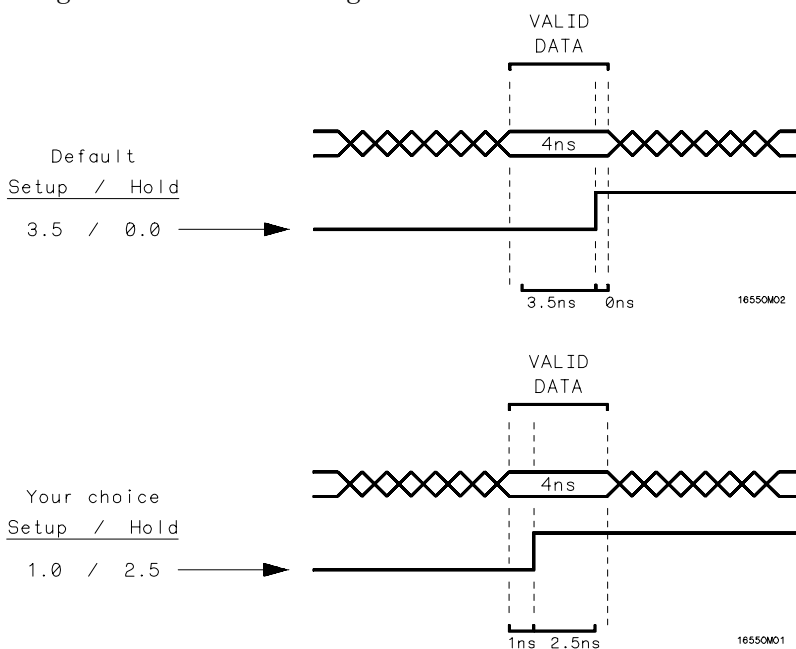 VALID
DATA
4ns
Default
Setup / Hold
3.5 / 0.0
3.5ns 0ns
16550M02
VALID
DATA
4ns
Your choice
Setup / Hold
1.0 / 2.5
1ns 2.5ns
16550M01